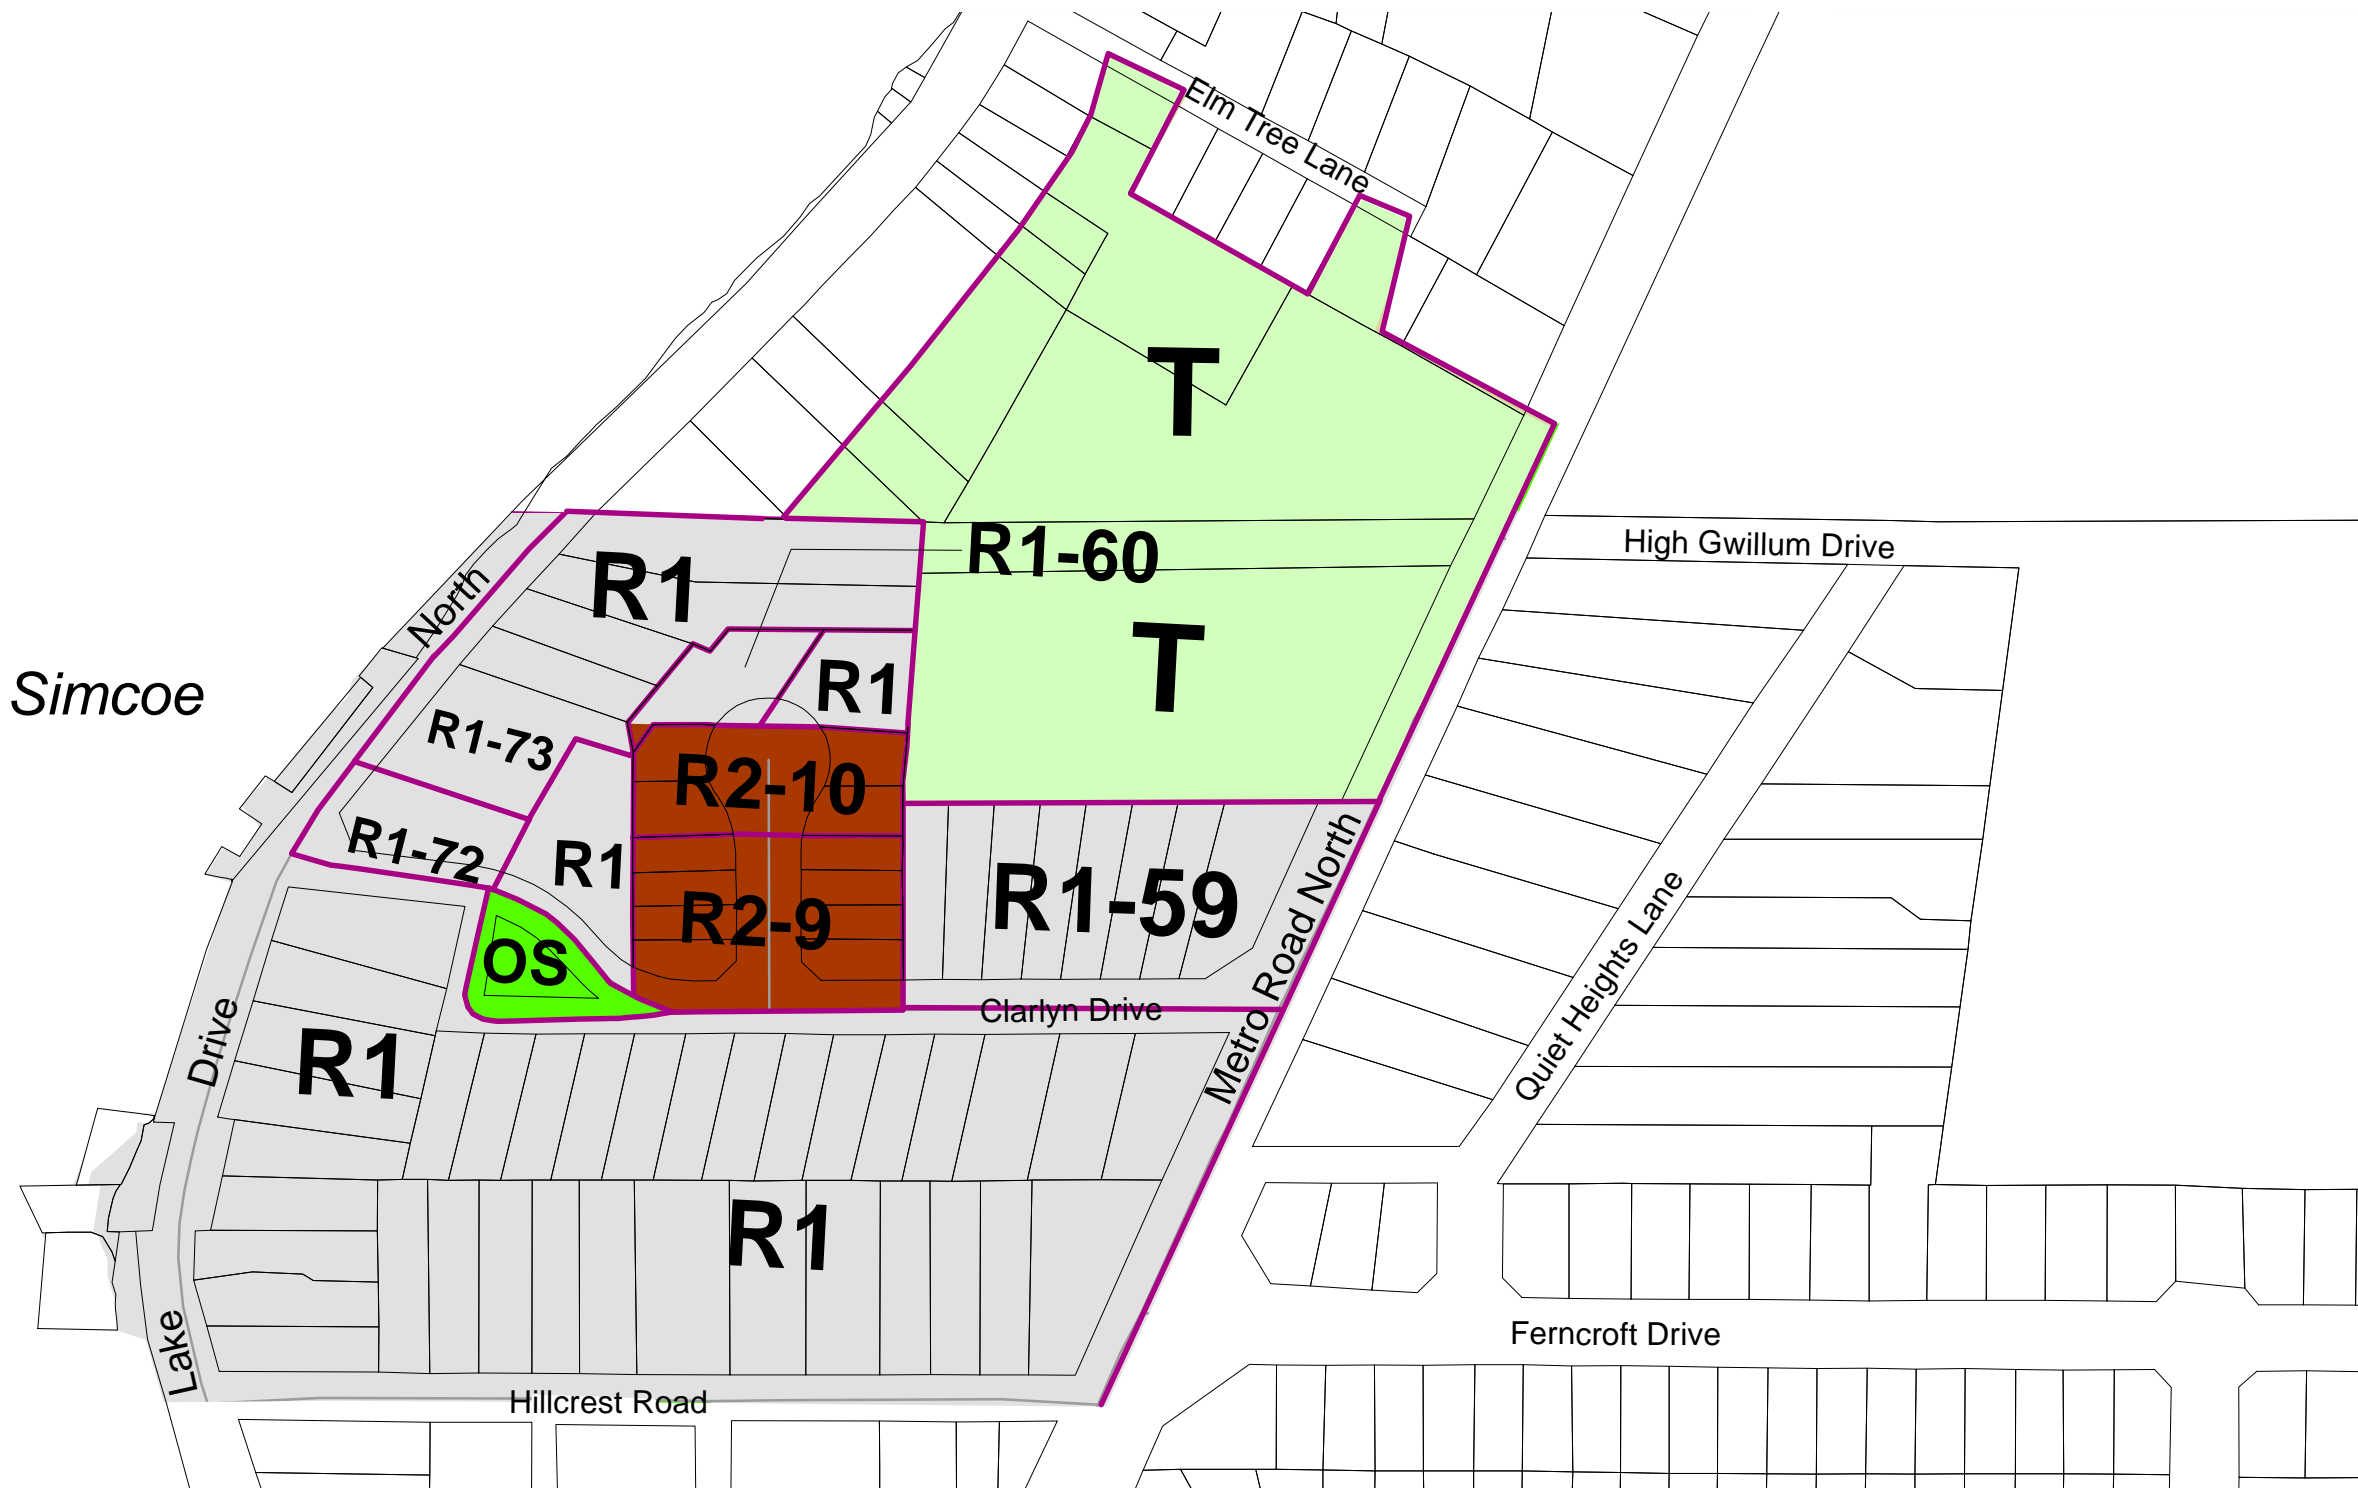 Elm Tree Lane
T
R1-60
High Gwillum Drive
R1
North
T
Simcoe
R1
R1-73
R2-10
R1-72
R1
R1-59
Metro Road North
R2-9
Quiet Heights Lane
OS
Clarlyn Drive
Drive
R1
R1
Ferncroft Drive
Lake
Hillcrest Road